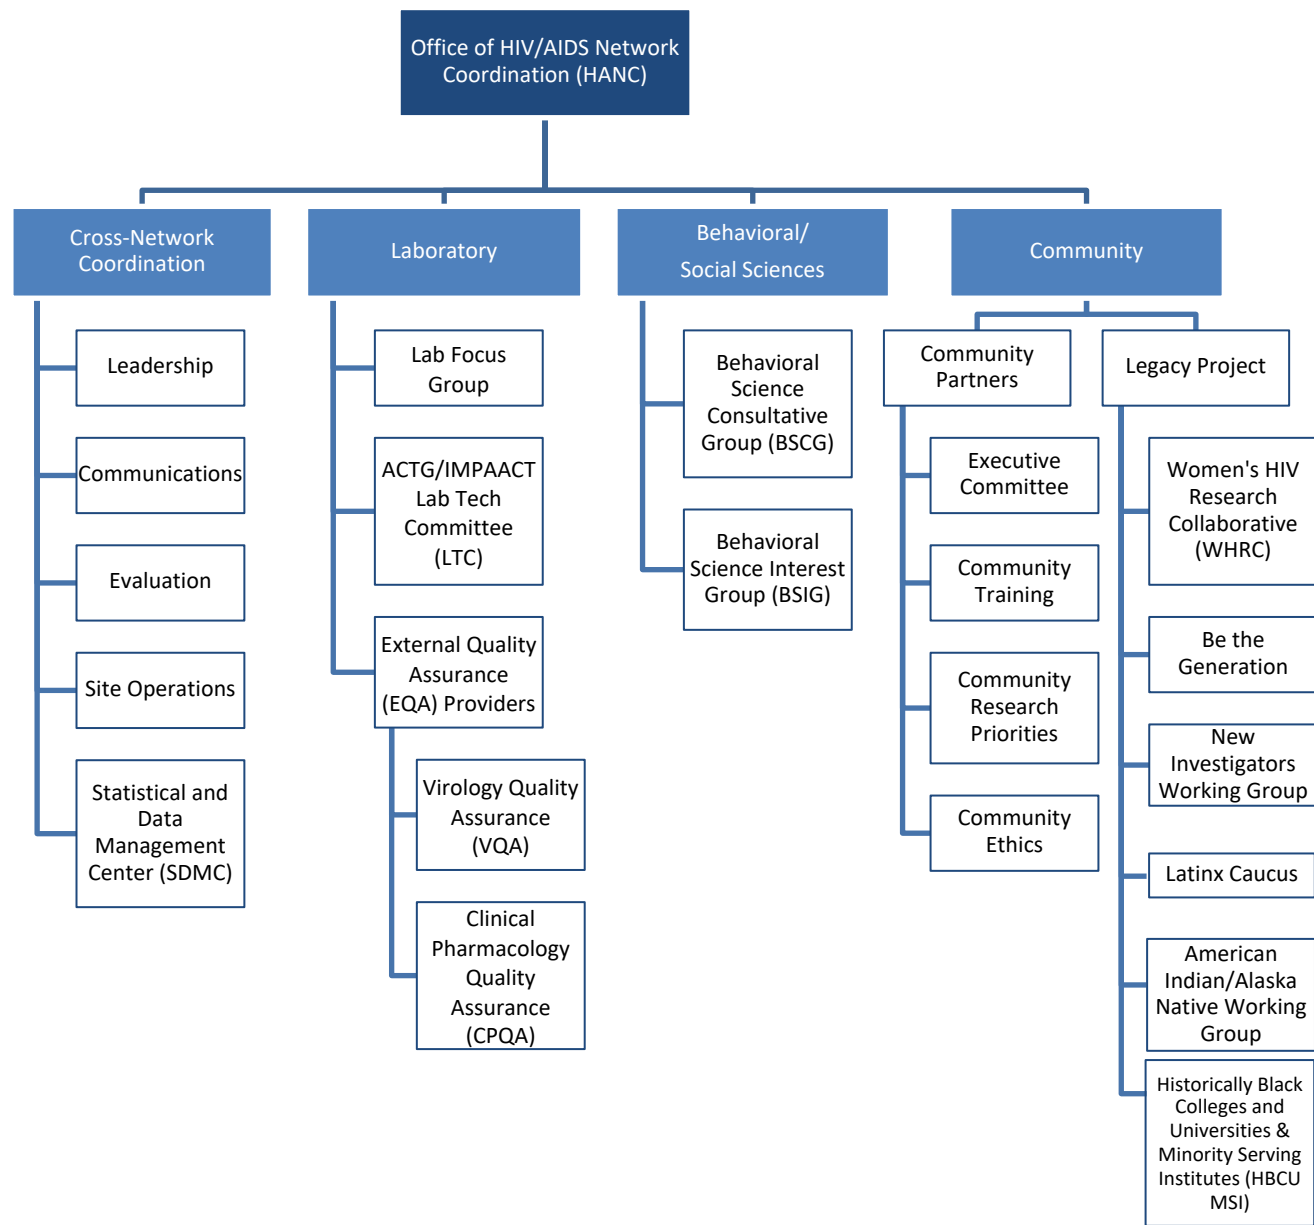 Office of HIV/AIDS Network
Coordination (HANC)
Cross-Network
Coordination
Leadership
Communications
Evaluation
Site Operations
Statistical and
Data
Management
Center (SDMC)
Laboratory
Lab Focus
Group
ACTG/IMPAACT
Lab Tech
Committee
(LTC)
External Quality
Assurance
(EQA) Providers
Virology Quality
Assurance
(VQA)
Clinical
Pharmacology
Quality
Assurance
(CPQA)
Behavioral/
Social Sciences
Behavioral
Science
Consultative
Group (BSCG)
Behavioral
Science Interest
Group (BSIG)
Community
Community
Partners
Executive
Committee
Community
Training
Community
Research
Priorities
Community
Ethics
Legacy Project
Women's HIV
Research
Collaborative
(WHRC)
Be the
Generation
New
Investigators
Working Group
Latinx Caucus
American
Indian/Alaska
Native Working
Group
Historically Black
Colleges and
Universities &
Minority Serving
Institutes (HBCU
MSI)